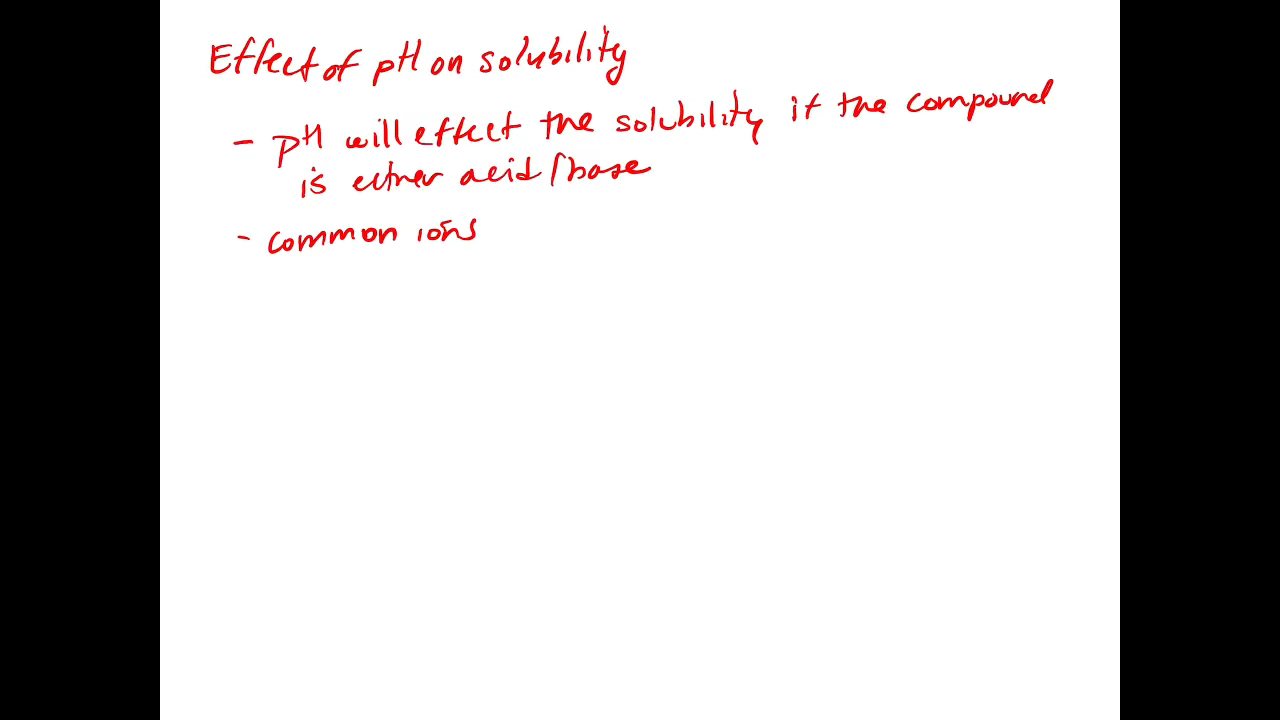 Effect of pH on solubility
- pH will effect the solubility if the compound
is either acid/base
- common ions